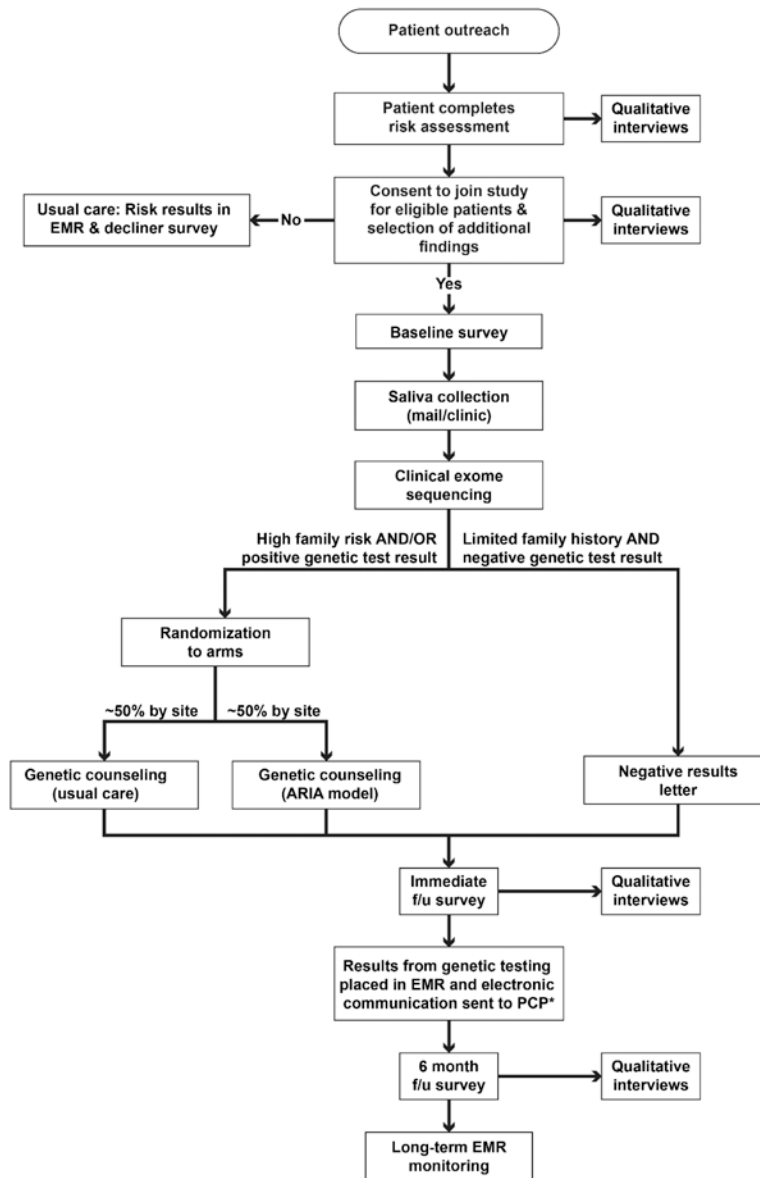 Patient outreach
Patient completes
risk assessment
Qualitative
interviews
Consent to join study
for eligible patients &
selection of additional
findings
Qualitative
interviews
No
Usual care: Risk results in
EMR & decliner survey
Yes
Baseline survey
Saliva collection
(mail/clinic)
Clinical exome
sequencing
High family risk AND/OR
positive genetic test result
Limited family history AND
negative genetic test result
Randomization
to arms
~50% by site
~50% by site
Genetic counseling
(usual care)
Genetic counseling
(ARIA model)
Negative results
letter
Immediate
f/u survey
Qualitative
interviews
Results from genetic testing
placed in EMR and electronic
communication sent to PCP*
6 month
f/u survey
Qualitative
interviews
Long-term EMR
monitoring